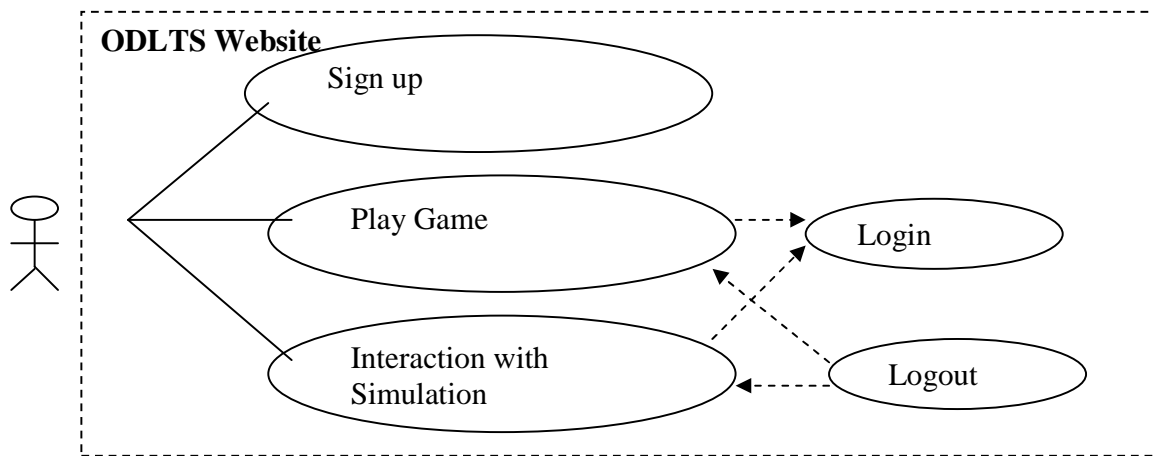 ODLTS Website
Sign up
Play Game
Login
Interaction with
Simulation
Logout